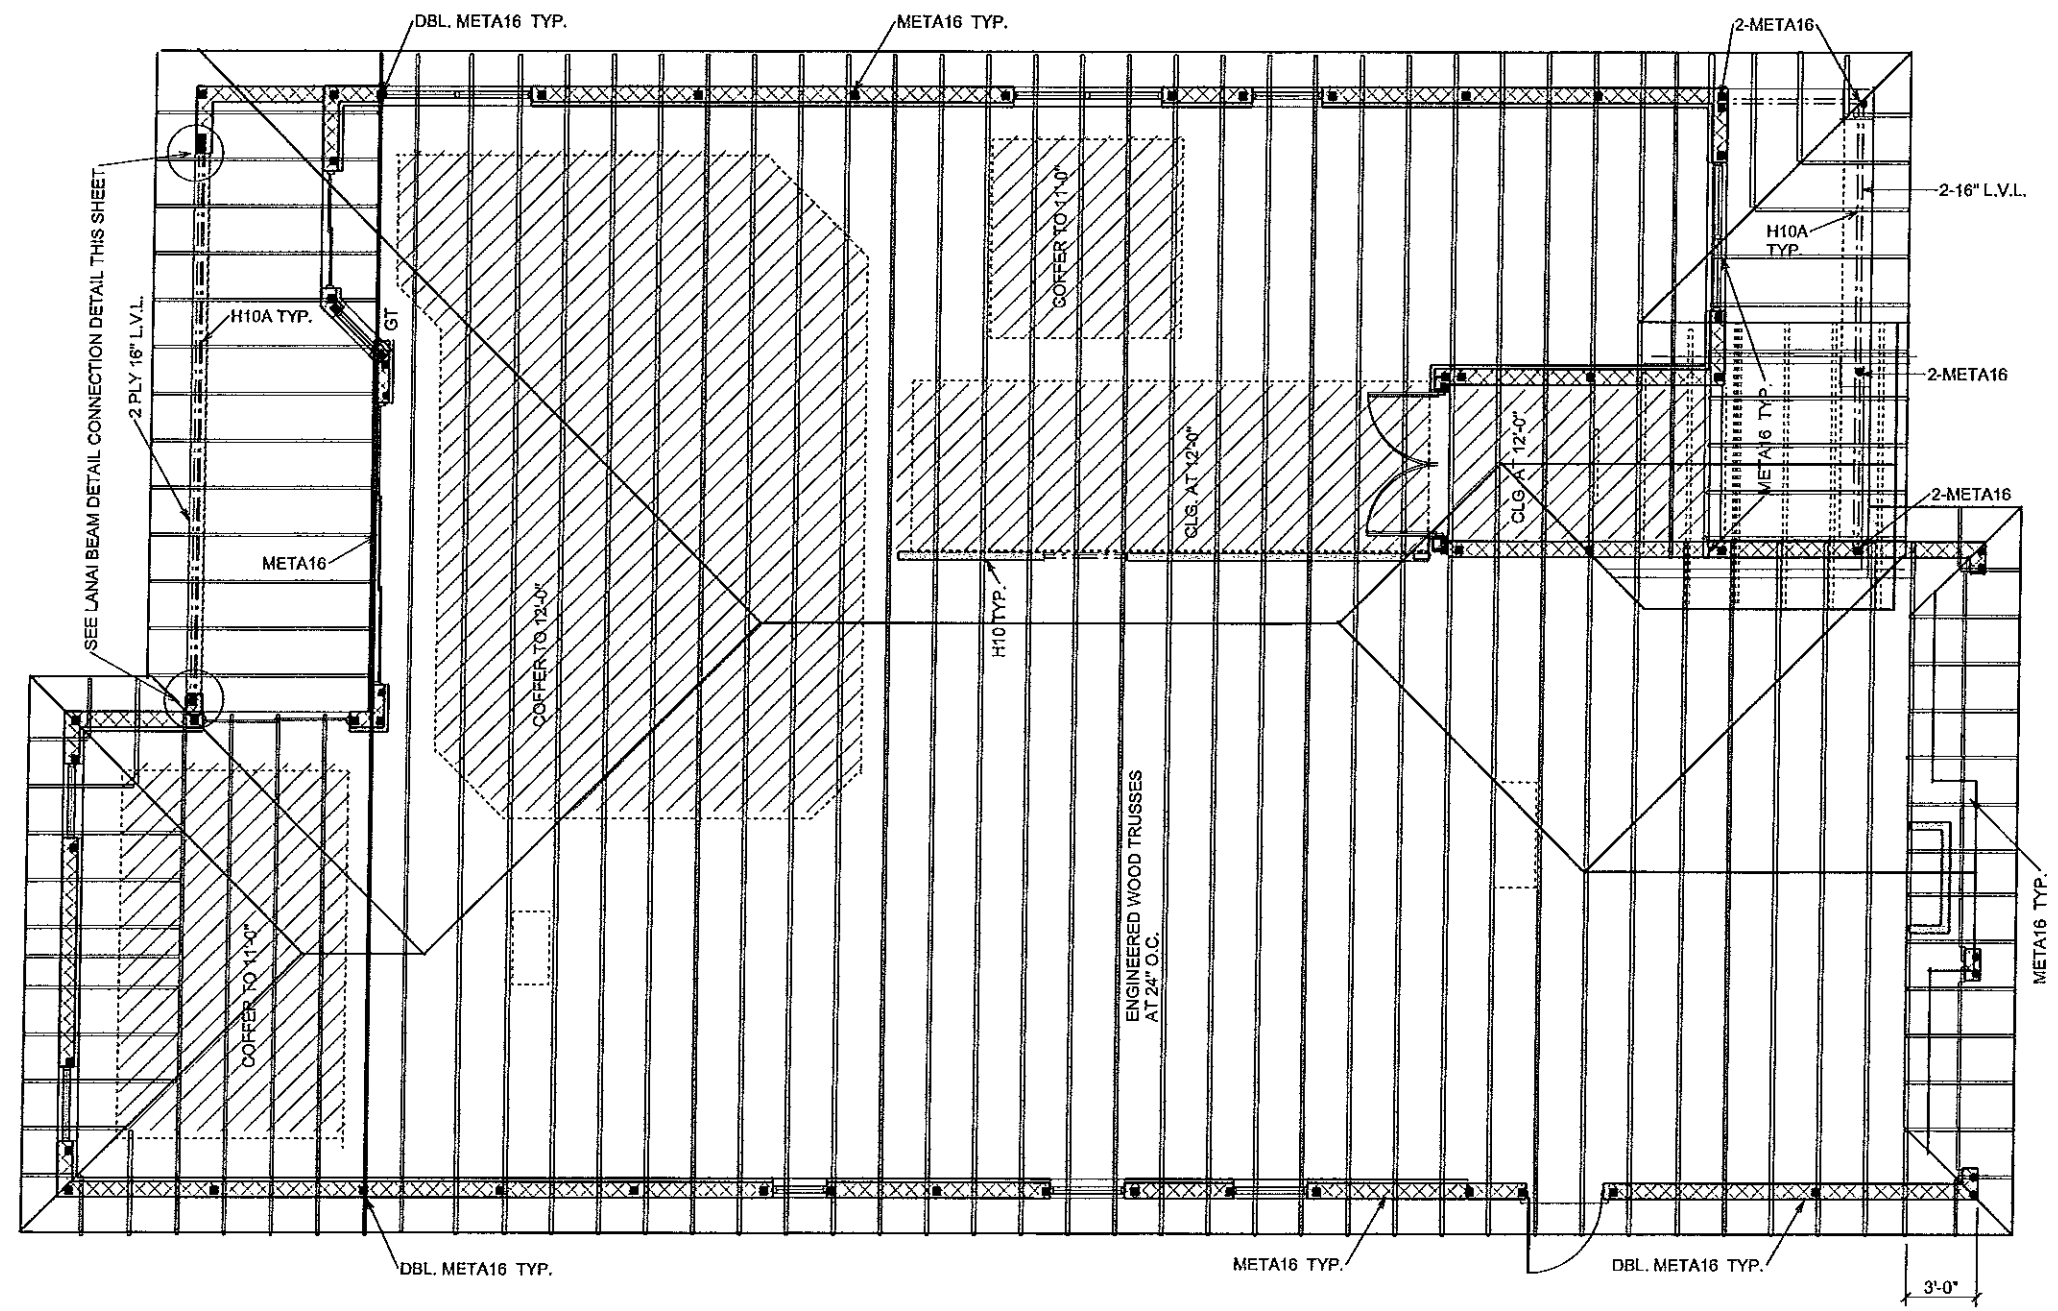 DBL. META16 TYP.
META16 TYP.
2-META16
2-16" L.V.L.
H10A
TYP.
SEE LANAI BEAM DETAIL CONNECTION DETAIL THIS SHEET
2 PLY 16" L.V.L.
H10A TYP.
GT
COFFER TO 11'-0"
2-META16
META16 TYP.
CLG. AT 12'-0"
CLG. AT 12'-0"
2-META16
META16
COFFER TO 12'-0"
H10 TYP.
ENGINEERED WOOD TRUSSES
AT 24" O.C.
COFFER TO 11'-0"
META16 TYP.
DBL. META16 TYP.
META16 TYP.
DBL. META16 TYP.
3'-0"